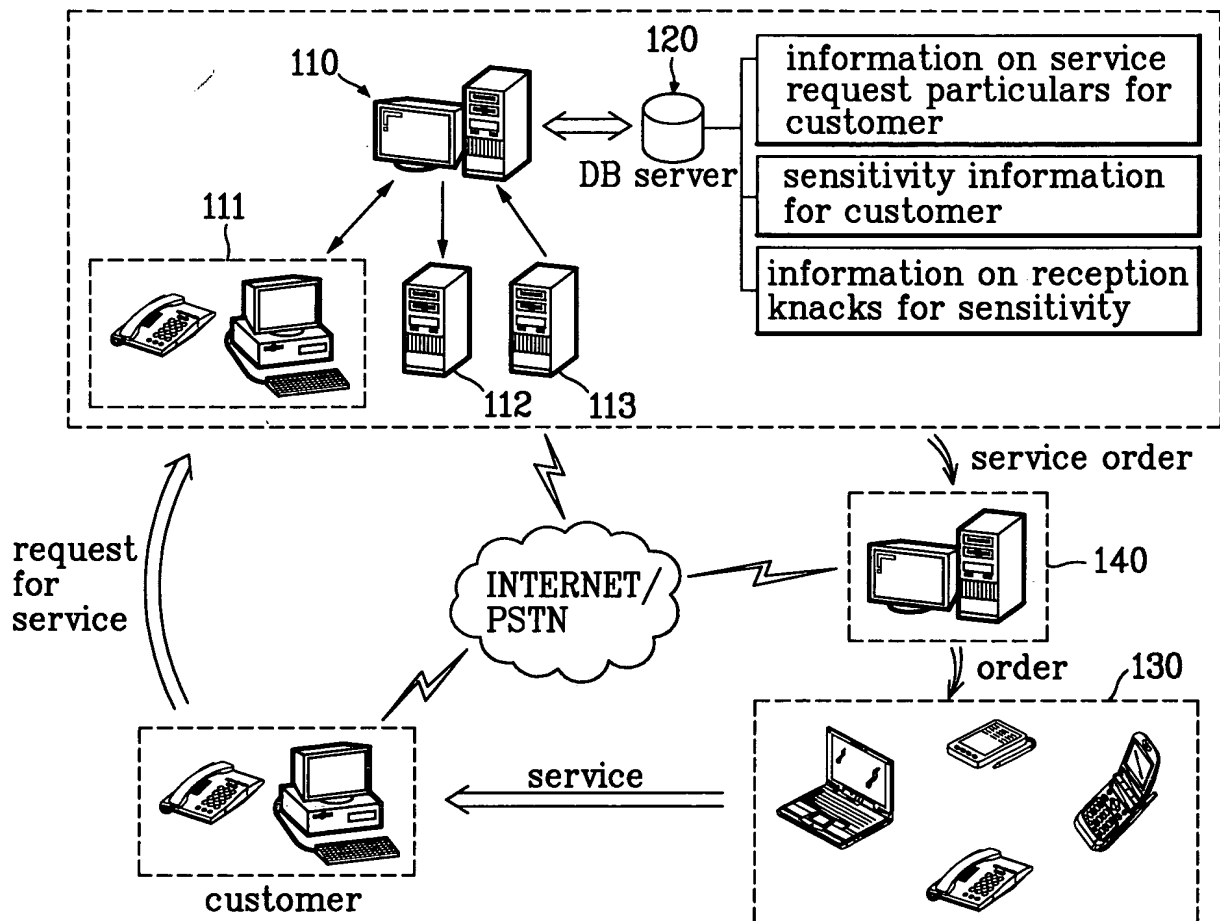 120
110
information on service
request particulars for
customer
DB server
sensitivity information
for customer
111
information on reception
knacks for sensitivity
112
113
service order
request
for
service
INTERNET/
PSTN
140
order
130
service
customer